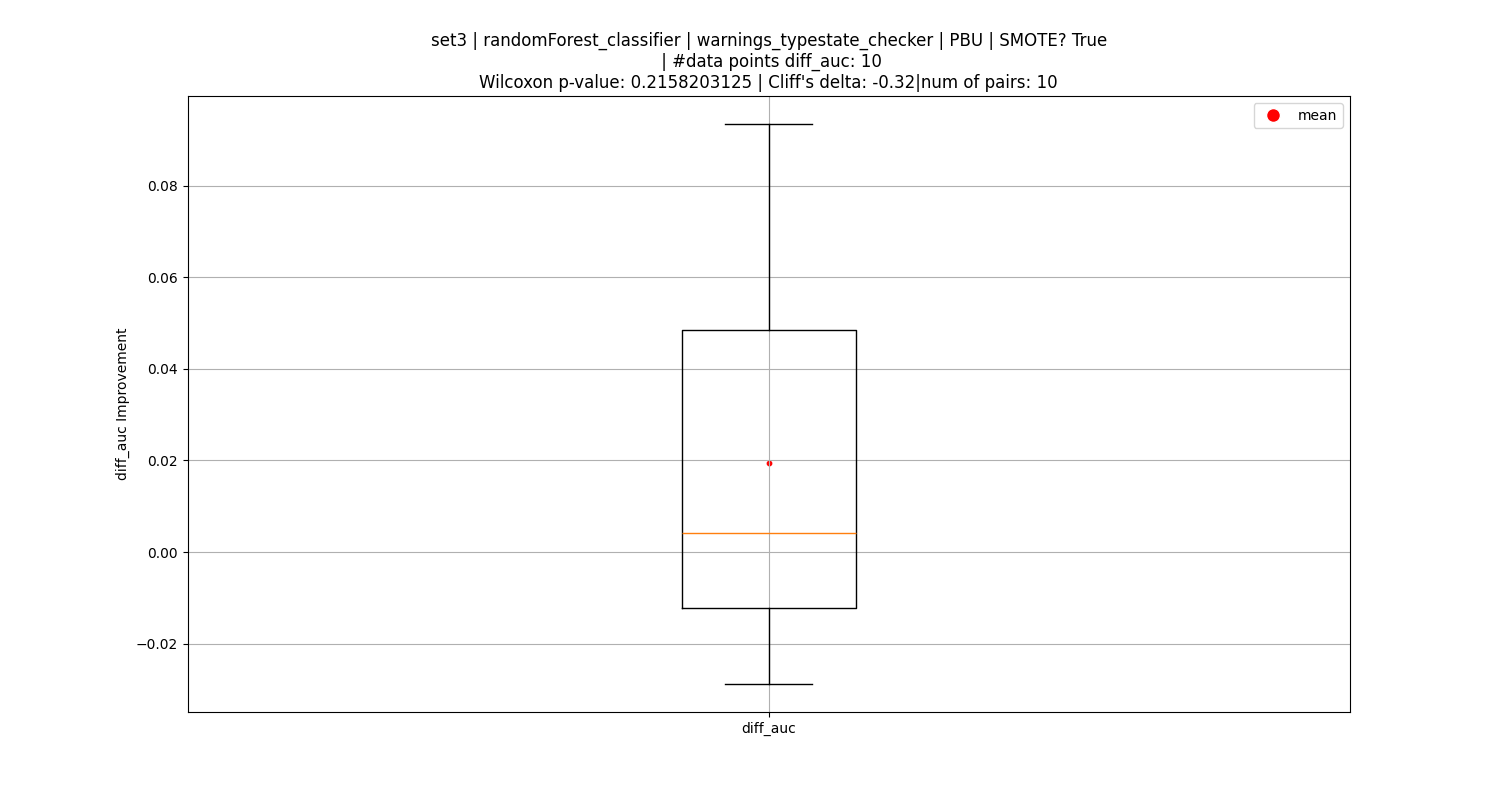 set3 | randomForest_classifier | warnings_typestate_checker | PBU | SMOTE? True
| #data points diff_auc: 10
Wilcoxon p-value: 0.2158203125 | Cliff's delta: -0.32|num of pairs: 10
mean
0.08
0.06
0.04
0.02
0.00
−0.02
diff_auc Improvement
diff_auc